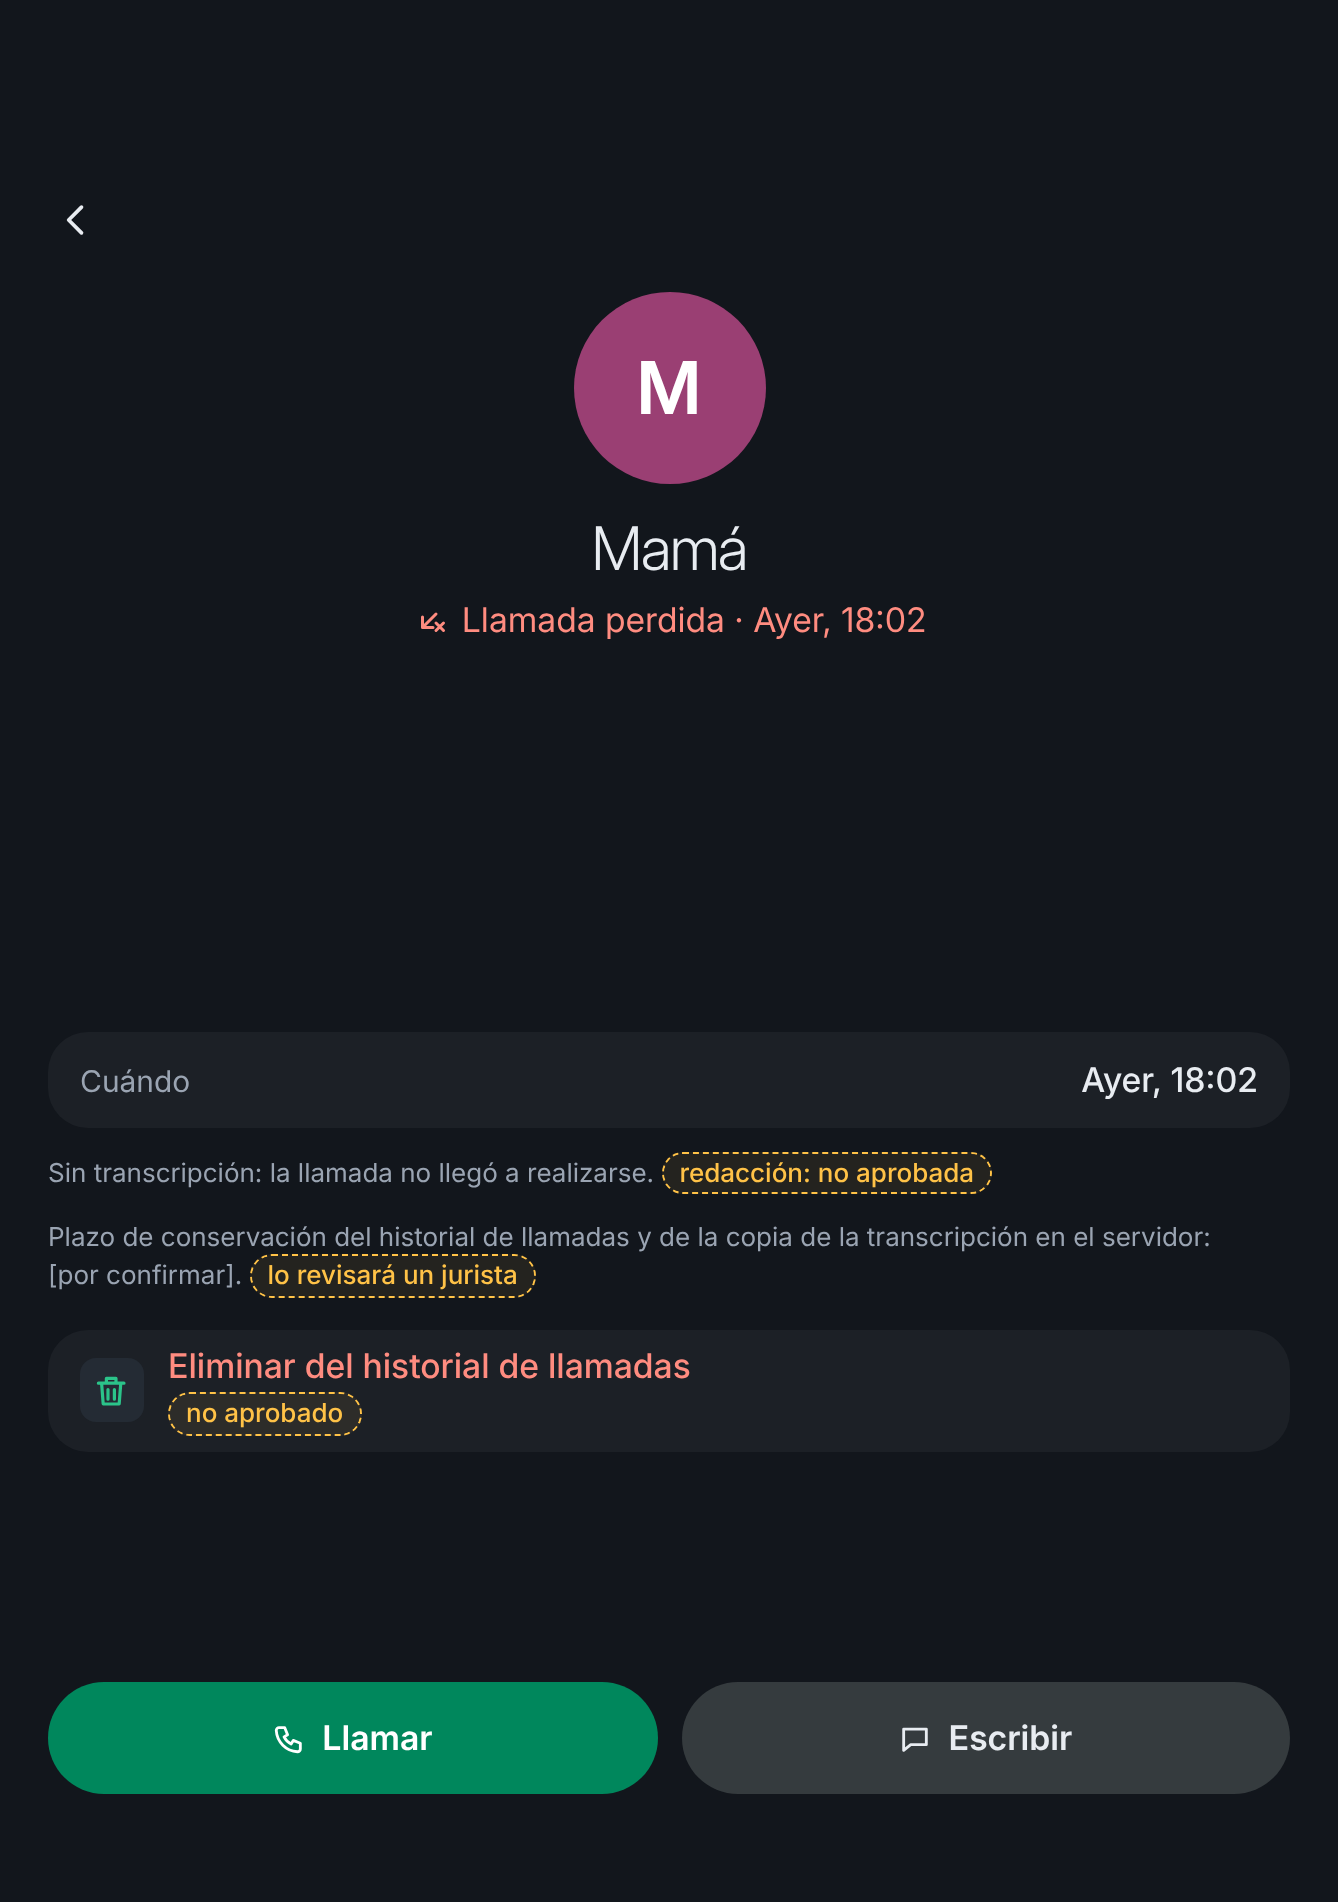 M
Mamá
Llamada perdida · Ayer, 18:02
Cuándo
Ayer, 18:02
Sin transcripción: la llamada no llegó a realizarse. redacción: no aprobada
Plazo de conservación del historial de llamadas y de la copia de la transcripción en el servidor:
[por confirmar]. lo revisará un jurista
Eliminar del historial de llamadas
no aprobado
Llamar
Escribir